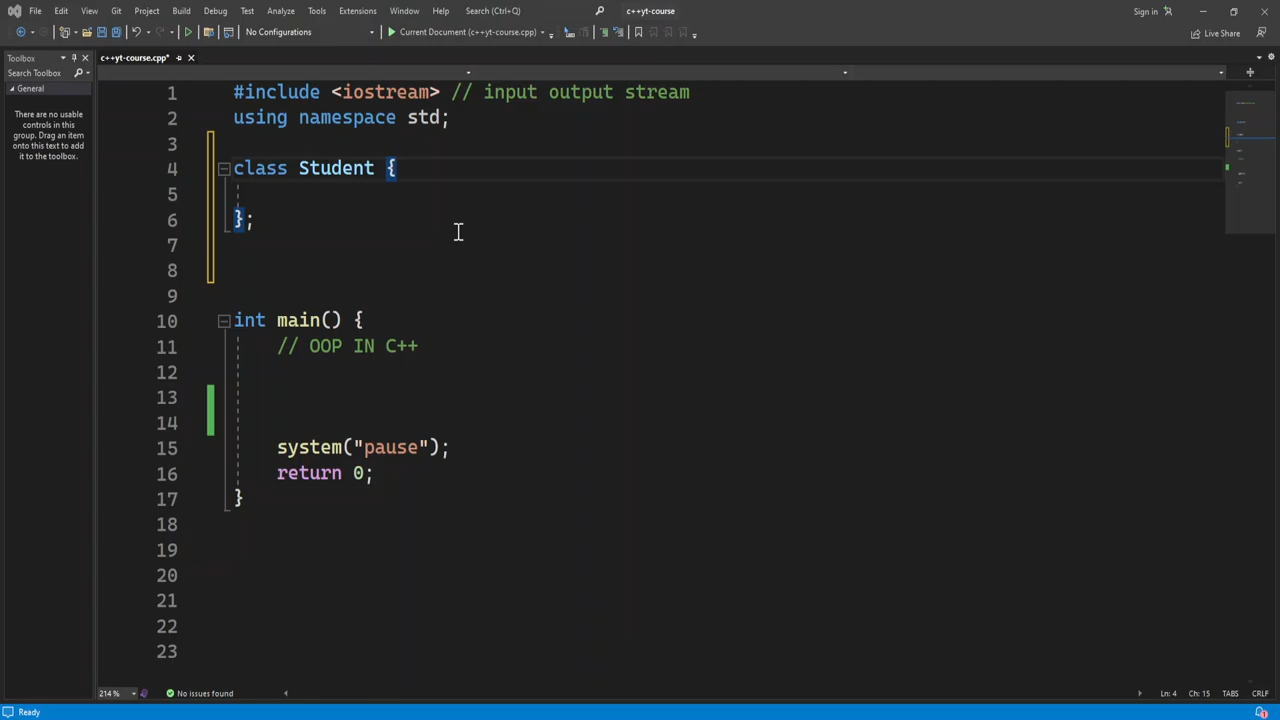 File Edit View Git Project Build Debug Test Analyze Tools Extensions Window Help Search (Ctrl+Q) c++yt-course Sign in
No Configurations Current Document (c++yt-course.cpp) Live Share
Toolbox
Search Toolbox
General
There are no usable
controls in this
group. Drag an item
onto this text to add
it to the toolbox.
c++yt-course.cpp*
1 #include <iostream> // input output stream
2 using namespace std;
3
4 class Student {
5
6 };
7
8
9
10 int main() {
11 // OOP IN C++
12
13
14
15 system("pause");
16 return 0;
17 }
18
19
20
21
22
23
214 % No issues found Ln: 4 Ch: 15 TABS CRLF
Ready 1